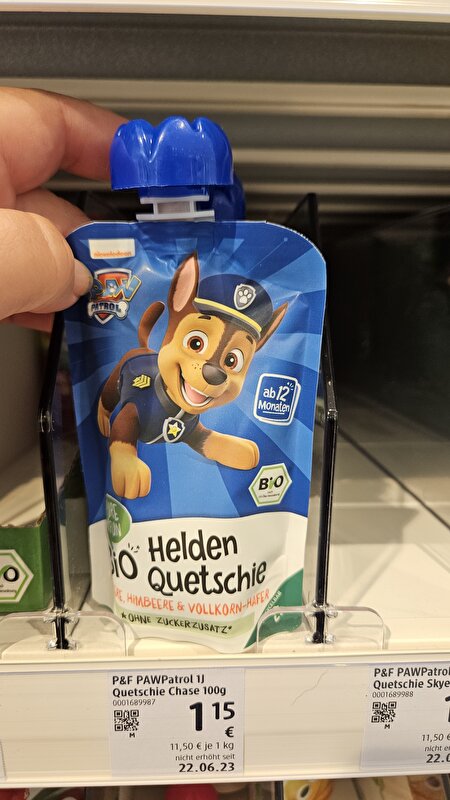 nickelodeon
PAW
PATROL
ab 12
Monaten
BIO
BiO Helden
Quetschie
HIMBEERE & VOLLKORN-HAFER
*OHNE ZUCKERZUSATZ*
P&F PAWPatrol 1J
Quetschie Chase 100g
0001689987
M
1 15
€
11,50 € je 1 kg
nicht erhöht seit
22.06.23
P&F PAWPatrol
Quetschie Skye
0001689988
M
11,50 €
nicht er
22.0